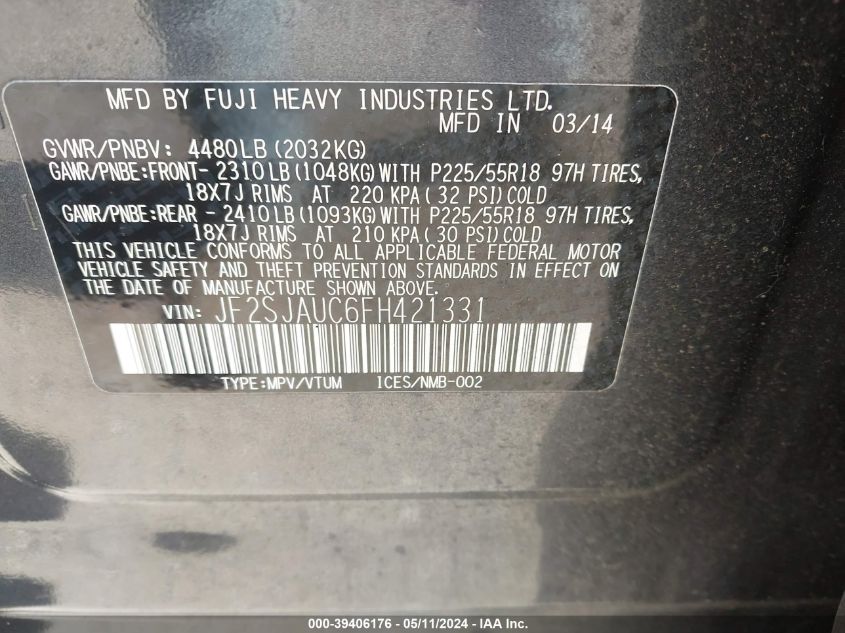 MFD BY FUJI HEAVY INDUSTRIES LTD.
MFD IN 03/14
GVWR/PNBV: 4480LB (2032KG)
GAWR/PNBE:FRONT- 2310LB (1048KG) WITH P225/55R18 97H TIRES,
18X7J RIMS AT 220 KPA ( 32 PSI) COLD
GAWR/PNBE:REAR - 2410LB (1093KG) WITH P225/55R18 97H TIRES,
18X7J RIMS AT 210 KPA ( 30 PSI) COLD
THIS VEHICLE CONFORMS TO ALL APPLICABLE FEDERAL MOTOR
VEHICLE SAFETY AND THEFT PREVENTION STANDARDS IN EFFECT ON
THE DATE OF MANUFACTURE SHOWN ABOVE.
VIN: JF2SJAUC6FH421331
TYPE:MPV/VTUM ICES/NMB-002
000-39406176 - 05/11/2024 - IAA Inc.